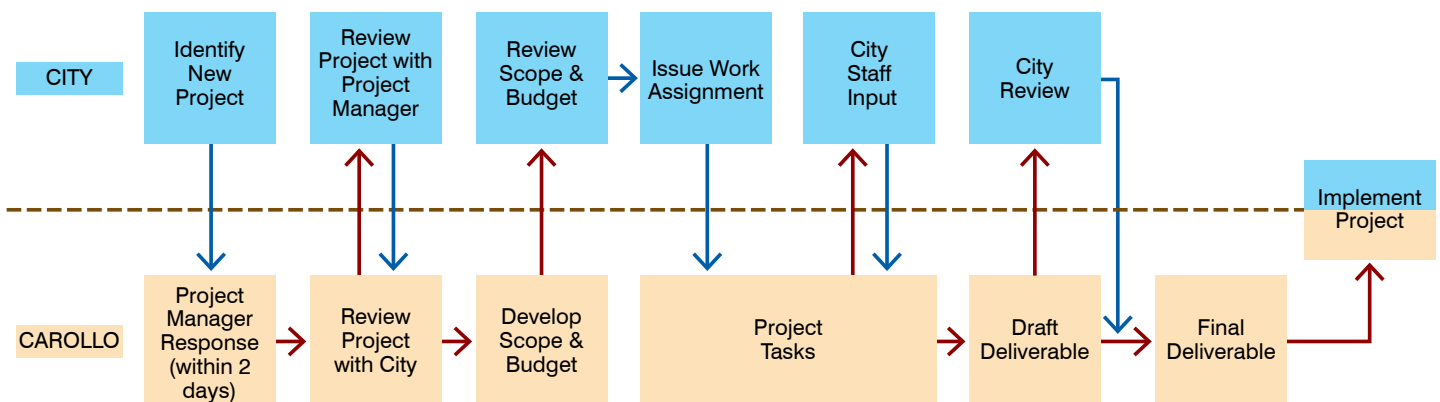 CITY
Identify
New
Project
Review
Project with
Project
Manager
Review
Scope &
Budget
Issue Work
Assignment
City
Staff
Input
City
Review
Implement
Project
CAROLLO
Project
Manager
Response
(within 2
days)
Review
Project
with City
Develop
Scope &
Budget
Project
Tasks
Draft
Deliverable
Final
Deliverable